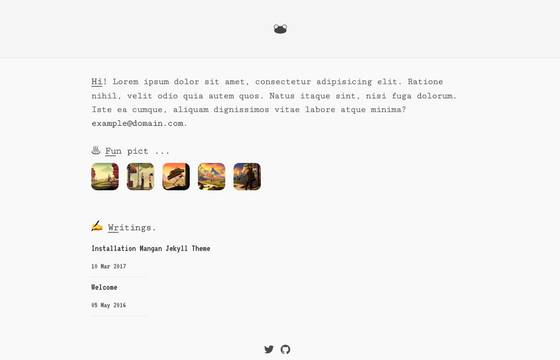 Hi! Lorem ipsum dolor sit amet, consectetur adipisicing elit. Ratione
nihil, velit odio quia autem quos. Natus itaque sint, nisi fuga dolorum.
Iste ea cumque, aliquam dignissimos vitae labore atque minima?
example@domain.com.
Fun pict ...
Writings.
Installation Mangan Jekyll Theme
10 Mar 2017
Welcome
05 May 2016